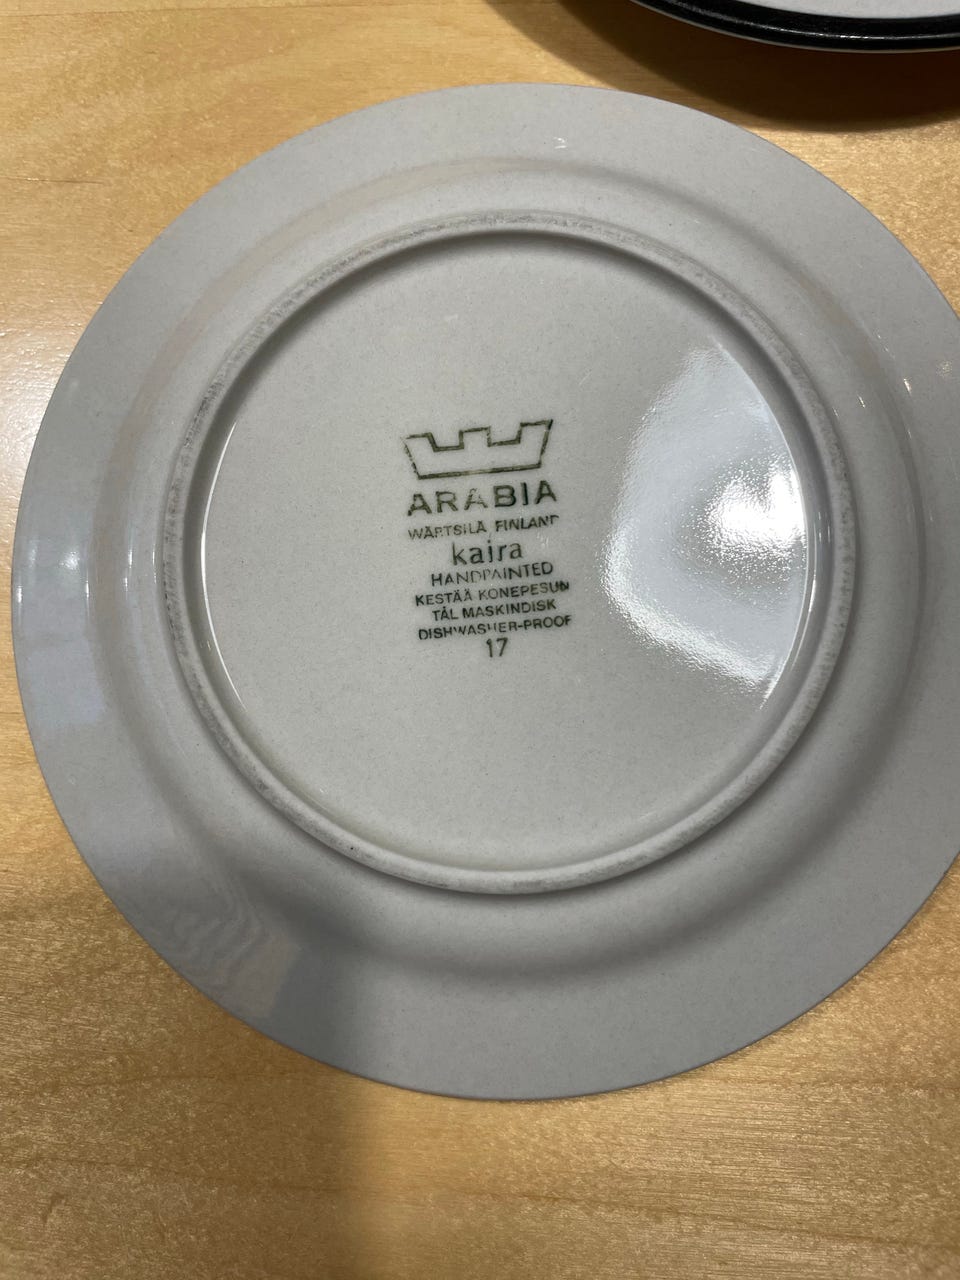 ARABIA
WÄRTSILÄ FINLAND
kaira
HANDPAINTED
KESTÄÄ KONEPESUN
TÅL MASKINDISK
DISHWASHER-PROOF
17